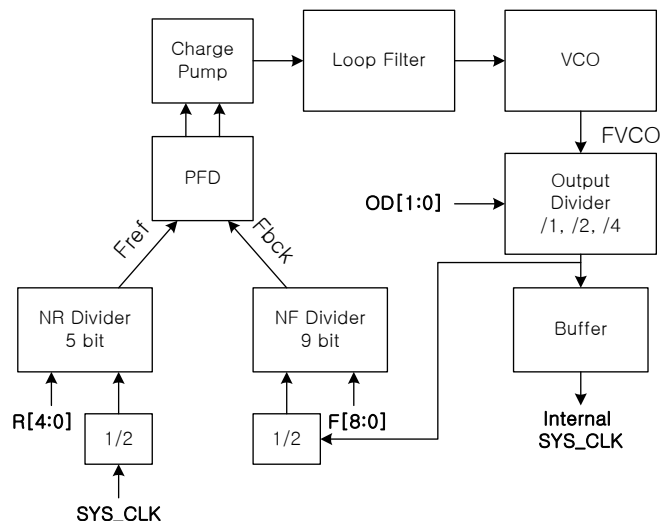 Charge
Pump
Loop Filter
VCO
FVCO
PFD
OD[1:0]
Output
Divider
/1, /2, /4
Fref
Fbck
NR Divider
5 bit
NF Divider
9 bit
Buffer
R[4:0]
1/2
1/2
F[8:0]
Internal
SYS_CLK
SYS_CLK